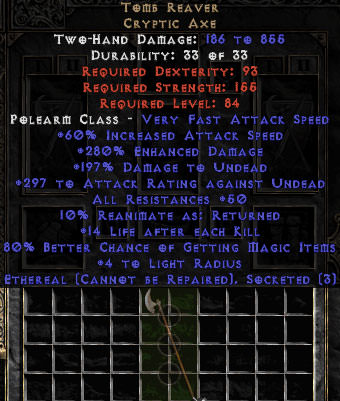 Tomb Reaver
Cryptic Axe
Two-Hand Damage: 186 to 855
Durability: 33 of 33
Required Dexterity: 93
Required Strength: 155
Required Level: 84
Polearm Class - Very Fast Attack Speed
+60% Increased Attack Speed
+280% Enhanced Damage
+197% Damage to Undead
+297 to Attack Rating against Undead
All Resistances +50
10% Reanimate as: Returned
+14 Life after each Kill
80% Better Chance of Getting Magic Items
+4 to Light Radius
Ethereal (Cannot be Repaired), Socketed (3)